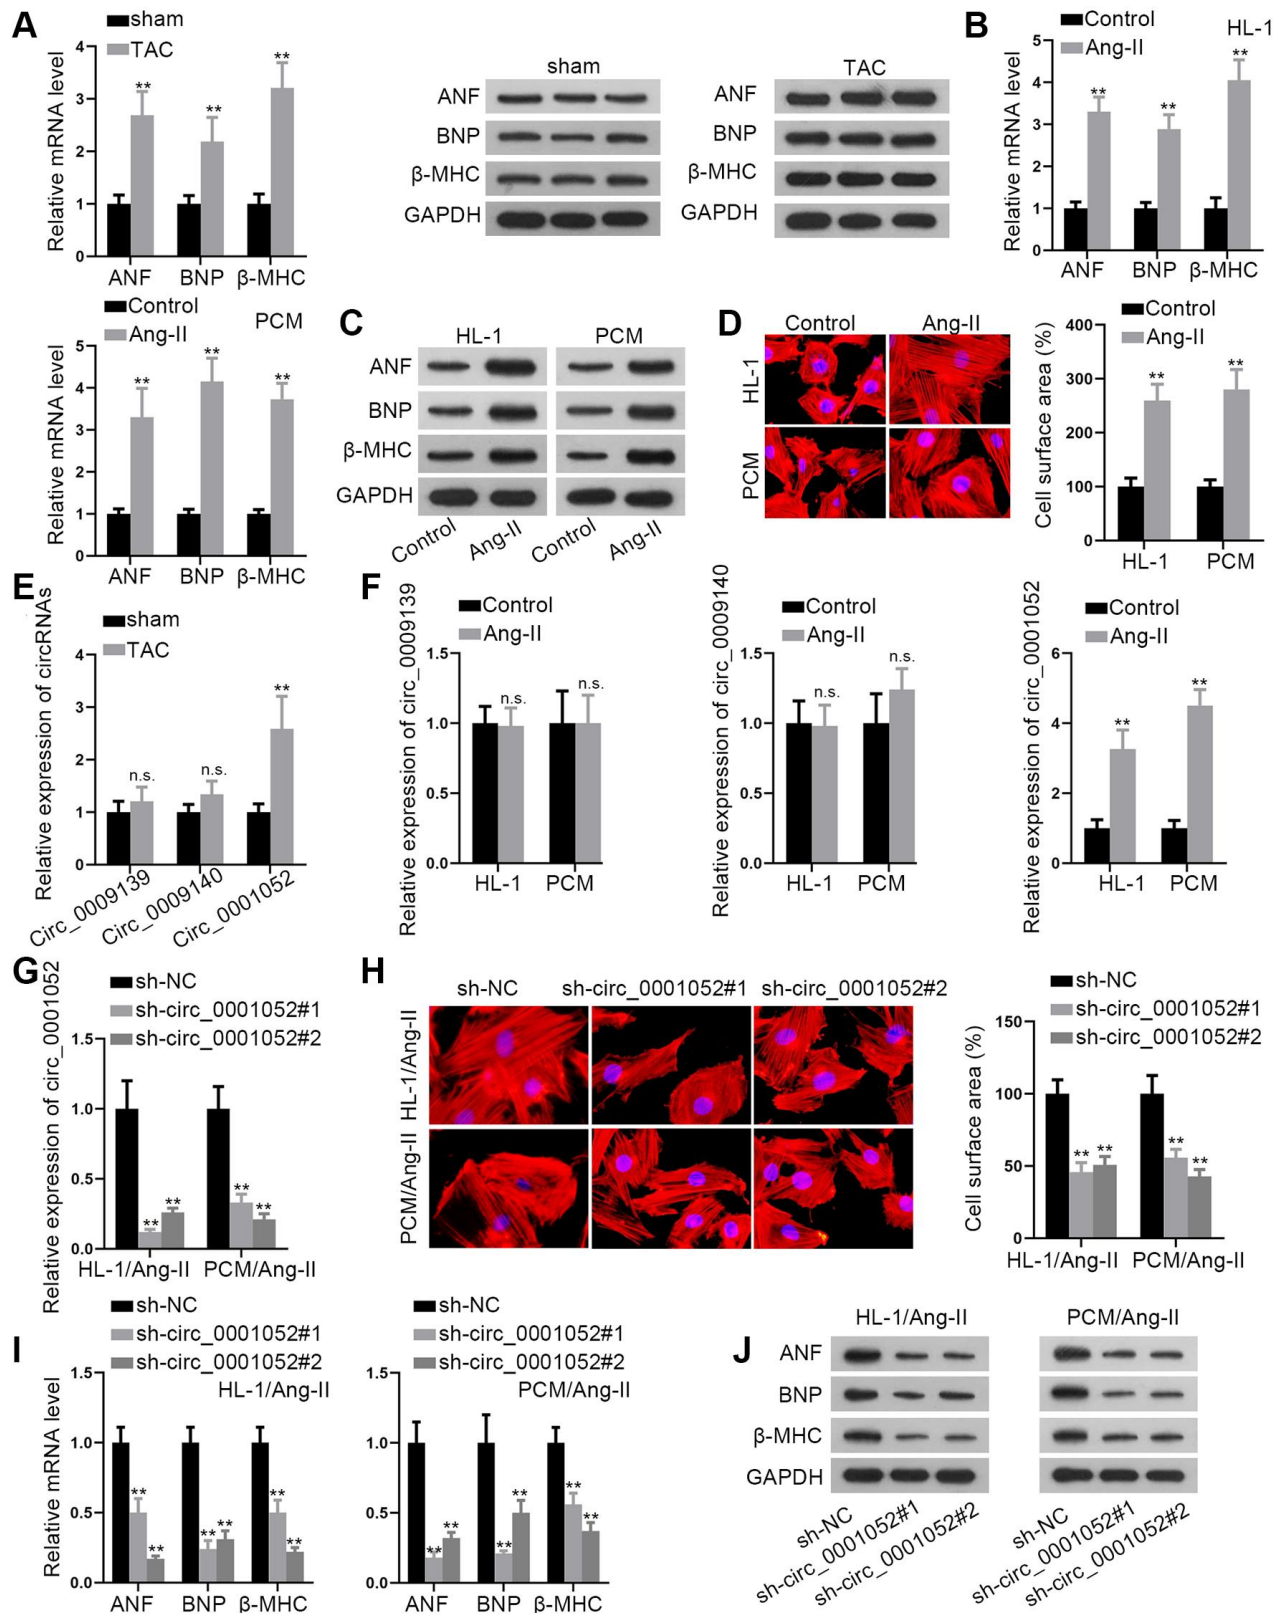 A
sham
TAC
Relative mRNA level
4
3
2
1
0
** ** **
ANF BNP β-MHC
sham
ANF
BNP
β-MHC
GAPDH
TAC
ANF
BNP
β-MHC
GAPDH
B
Control
Ang-II
HL-1
Relative mRNA level
5
4
3
2
1
0
** ** **
ANF BNP β-MHC
Control
Ang-II
PCM
Relative mRNA level
5
4
3
2
1
0
** ** **
ANF BNP β-MHC
C
HL-1 PCM
ANF
BNP
β-MHC
GAPDH
Control Ang-II Control Ang-II
D
Control Ang-II
HL-1
PCM
Control
Ang-II
Cell surface area (%)
400
300
200
100
0
** **
HL-1 PCM
E
sham
TAC
Relative expression of circRNAs
4
3
2
1
0
n.s. n.s. **
Circ_0009139 Circ_0009140 Circ_0001052
F
Control
Ang-II
Relative expression of circ_0009139
1.5
1.0
0.5
0.0
n.s. n.s.
HL-1 PCM
Control
Ang-II
Relative expression of circ_0009140
1.5
1.0
0.5
0.0
n.s. n.s.
HL-1 PCM
Control
Ang-II
Relative expression of circ_0001052
6
4
2
0
** **
HL-1 PCM
G
sh-NC
sh-circ_0001052#1
sh-circ_0001052#2
Relative expression of circ_0001052
1.5
1.0
0.5
0.0
** ** ** **
HL-1/Ang-II PCM/Ang-II
H
sh-NC sh-circ_0001052#1 sh-circ_0001052#2
HL-1/Ang-II
PCM/Ang-II
sh-NC
sh-circ_0001052#1
sh-circ_0001052#2
Cell surface area (%)
150
100
50
0
** ** ** **
HL-1/Ang-II PCM/Ang-II
I
sh-NC
sh-circ_0001052#1
sh-circ_0001052#2
HL-1/Ang-II
Relative mRNA level
1.5
1.0
0.5
0.0
** ** ** ** ** **
ANF BNP β-MHC
sh-NC
sh-circ_0001052#1
sh-circ_0001052#2
PCM/Ang-II
1.5
1.0
0.5
0.0
** ** ** ** ** **
ANF BNP β-MHC
J
HL-1/Ang-II PCM/Ang-II
ANF
BNP
β-MHC
GAPDH
sh-NC
sh-circ_0001052#1
sh-circ_0001052#2
sh-NC
sh-circ_0001052#1
sh-circ_0001052#2